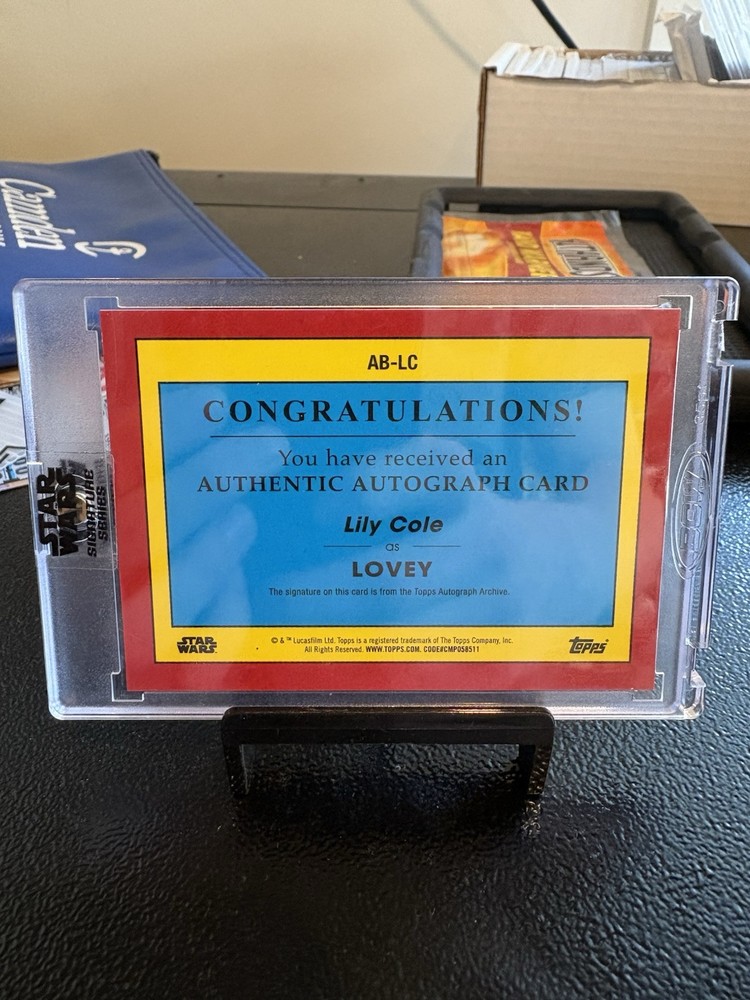 Camden
AB-LC
CONGRATULATIONS!
You have received an
AUTHENTIC AUTOGRAPH CARD
Lily Cole
as
LOVEY
The signature on this card is from the Topps Autograph Archive.
STAR
WARS
© & ™ Lucasfilm Ltd. Topps is a registered trademark of The Topps Company, Inc.
All Rights Reserved. WWW.TOPPS.COM. CODE#CMP058511
Topps
STAR
WARS
SIGNATURE
SERIES